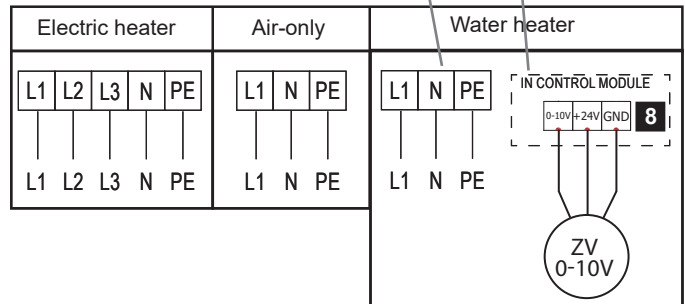 Electric heater
L1 L2 L3 N PE
L1 L2 L3 N PE
Air-only
L1 N PE
L1 N PE
Water heater
L1 N PE
L1 N PE
IN CONTROL MODULE
0-10V +24V GND 8
ZV
0-10V